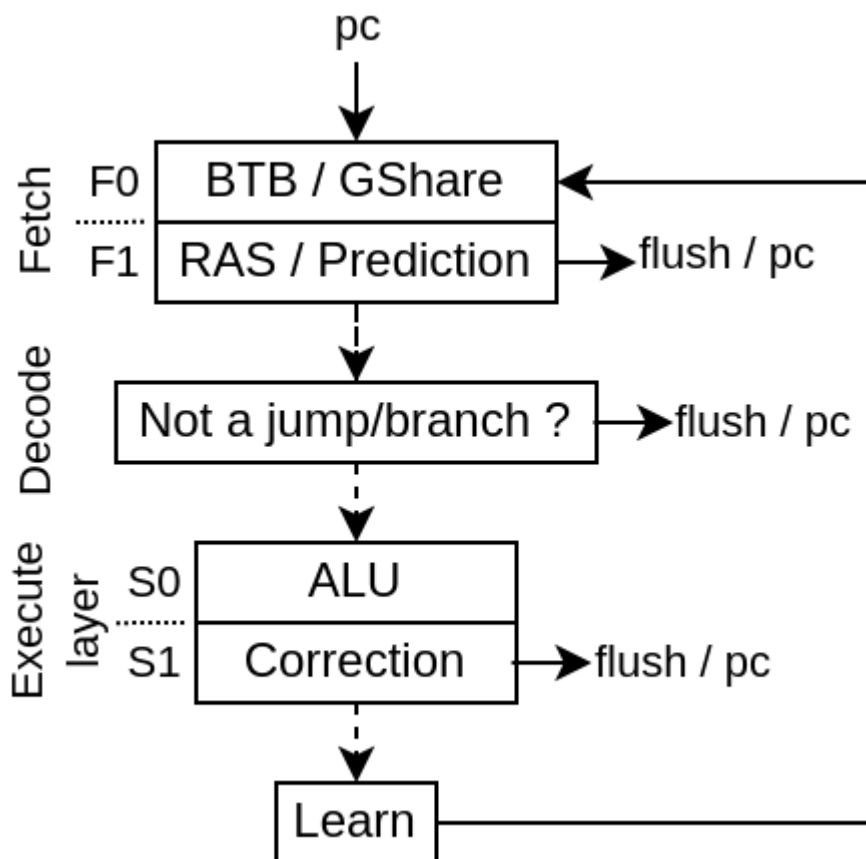 pc
Fetch
F0
BTB / GShare
F1
RAS / Prediction
flush / pc
Decode
Not a jump/branch ?
flush / pc
Execute
layer
S0
ALU
S1
Correction
flush / pc
Learn